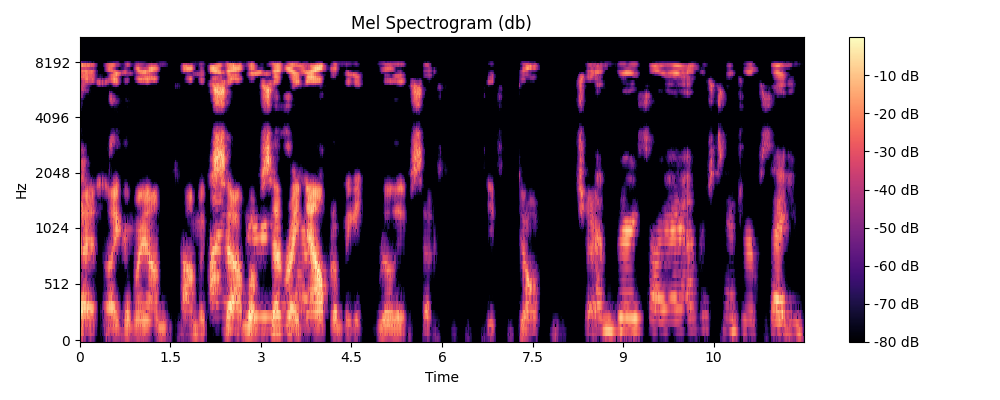 Mel Spectrogram (db)
8192
4096
2048
1024
512
0
Hz
0 1.5 3 4.5 6 7.5 9 10
Time
-10 dB
-20 dB
-30 dB
-40 dB
-50 dB
-60 dB
-70 dB
-80 dB